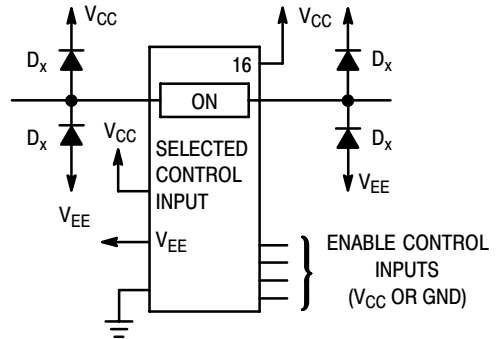 VCC
VCC
VCC
Dx
16
Dx
ON
Dx
VCC
SELECTED
CONTROL
INPUT
Dx
VEE
VEE
VEE
ENABLE CONTROL
INPUTS
(VCC OR GND)